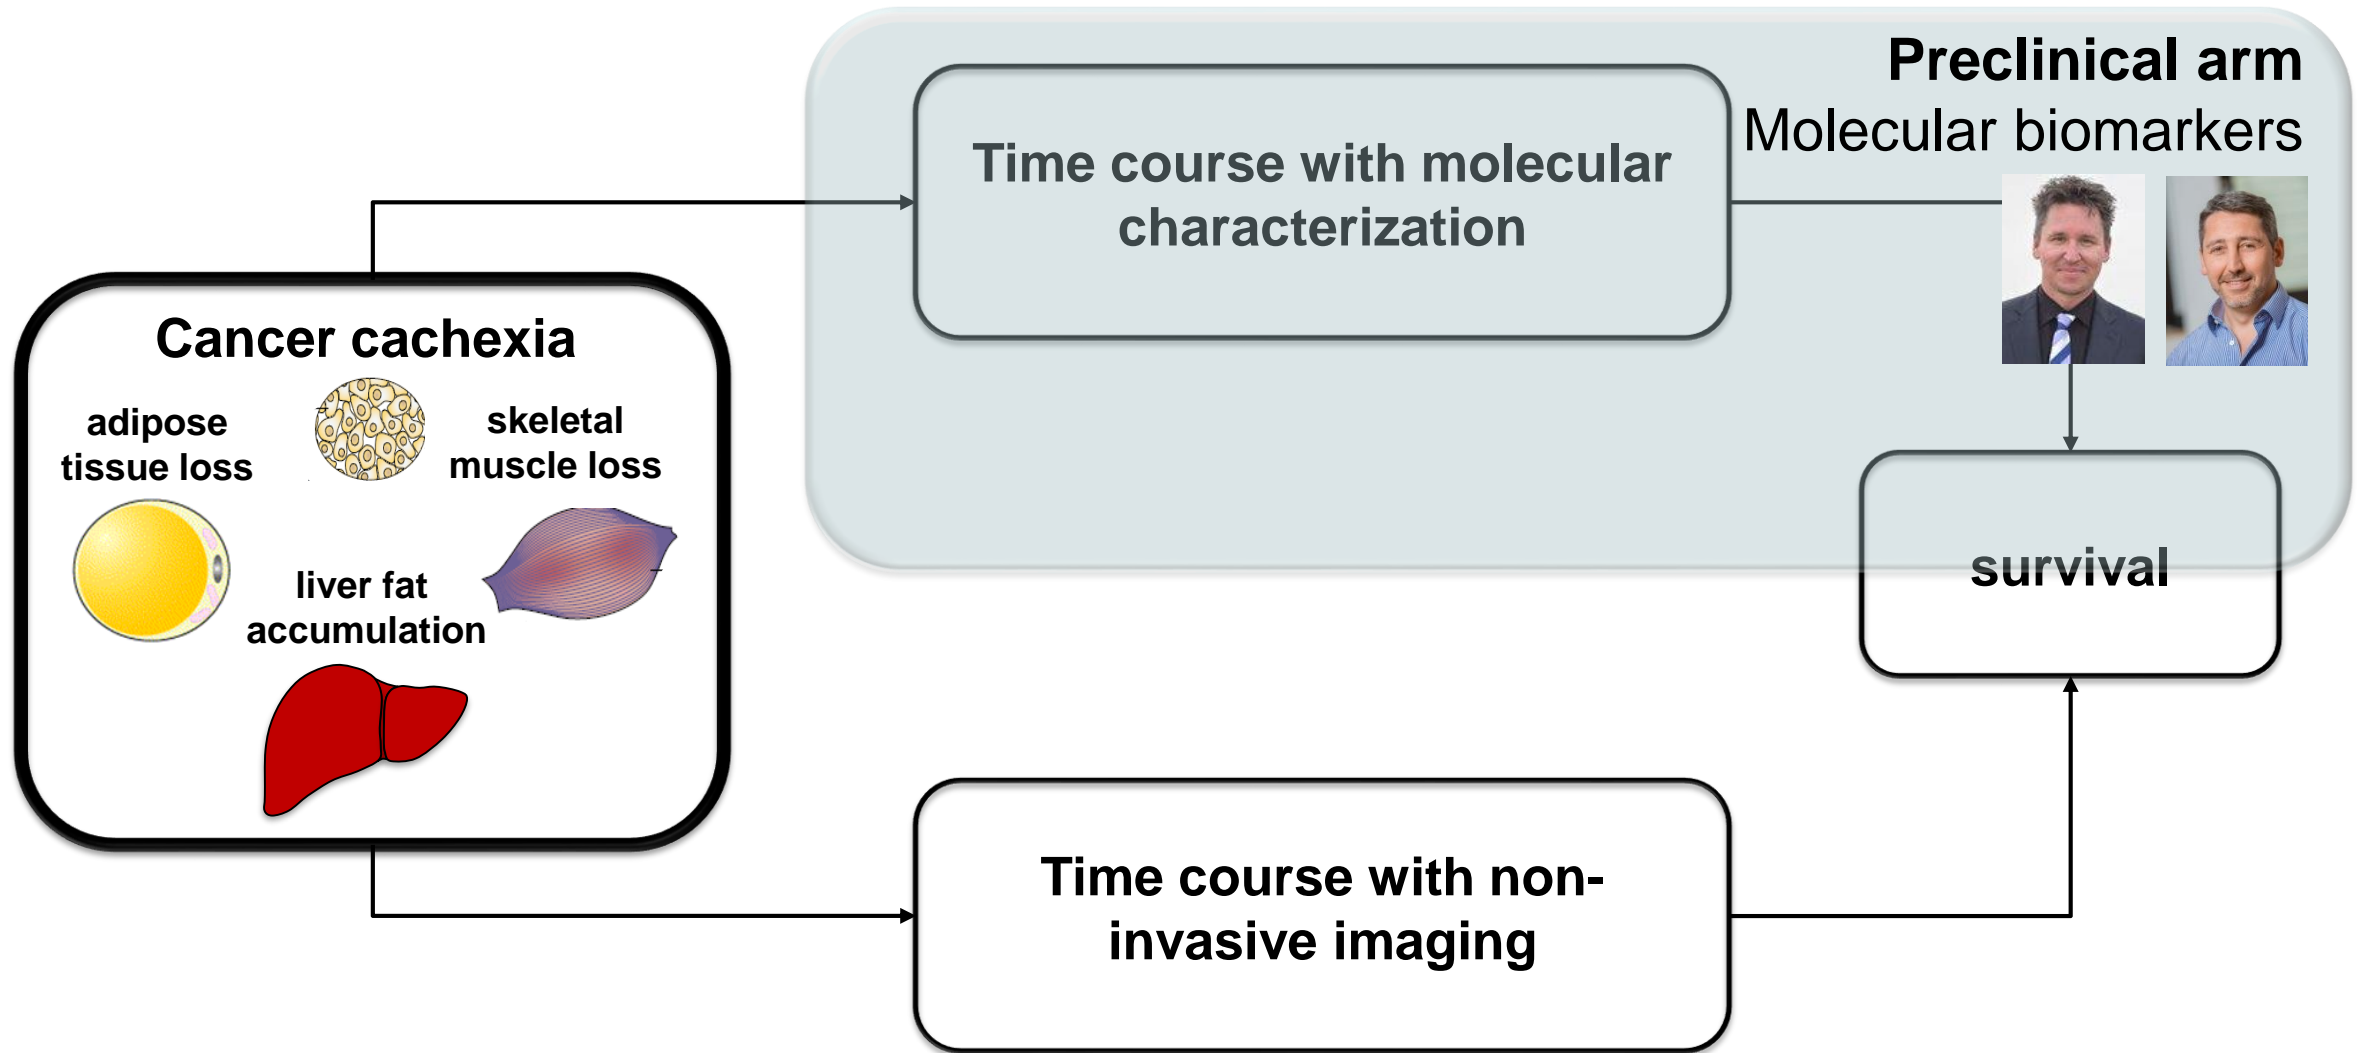 Preclinical arm
Molecular biomarkers
Time course with molecular
characterization
Cancer cachexia
adipose
tissue loss
skeletal
muscle loss
liver fat
accumulation
survival
Time course with non-
invasive imaging